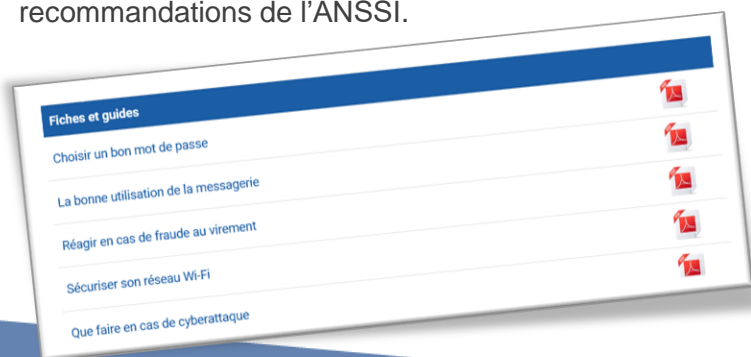 recommandations de l'ANSSI.
Fiches et guides
Choisir un bon mot de passe
La bonne utilisation de la messagerie
Réagir en cas de fraude au virement
Sécuriser son réseau Wi-Fi
Que faire en cas de cyberattaque